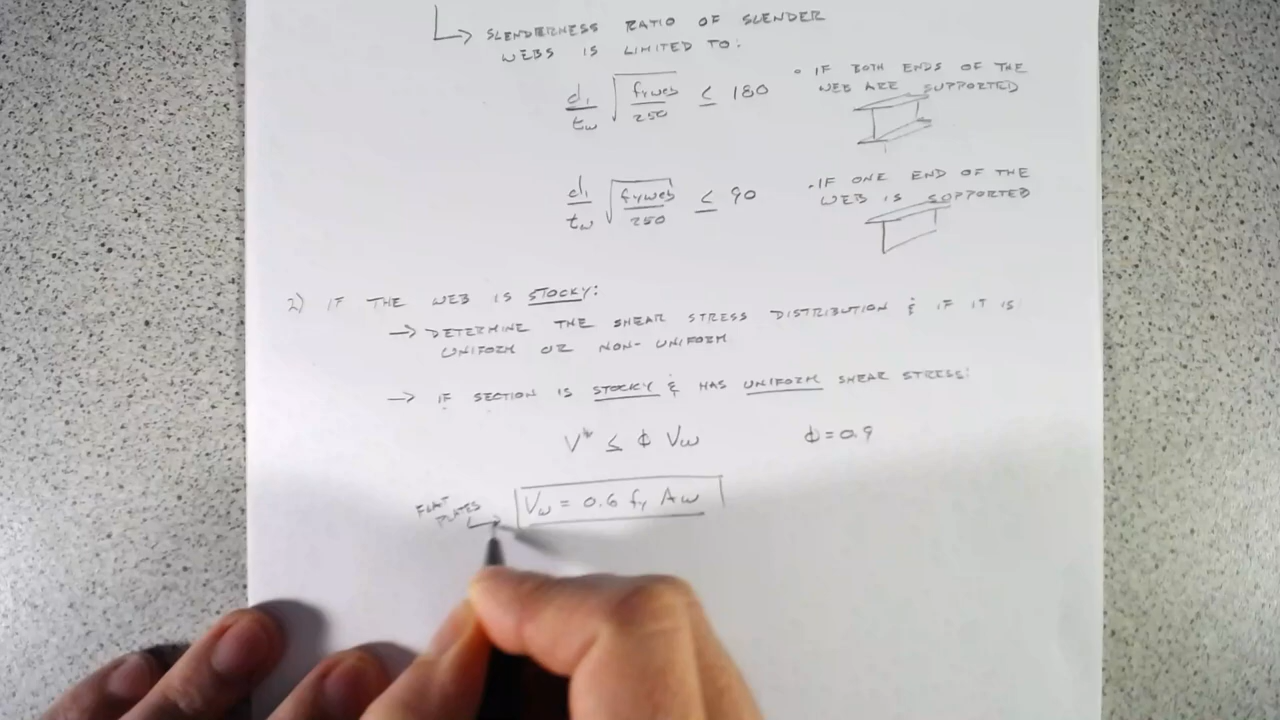 ↳ SLENDERNESS RATIO OF SLENDER
WEBS IS LIMITED TO:
d₁/tw √(fyweb/250) ≤ 180
• IF BOTH ENDS OF THE
WEB ARE SUPPORTED
d₁/tw √(fyweb/250) ≤ 90
• IF ONE END OF THE
WEB IS SUPPORTED
2) IF THE WEB IS STOCKY:
→ DETERMINE THE SHEAR STRESS DISTRIBUTION & IF IT IS
UNIFORM OR NON-UNIFORM
→ IF SECTION IS STOCKY & HAS UNIFORM SHEAR STRESS:
V* ≤ ϕ Vw ϕ = 0.9
FLAT
PLATES
Vw = 0.6 fy Aw